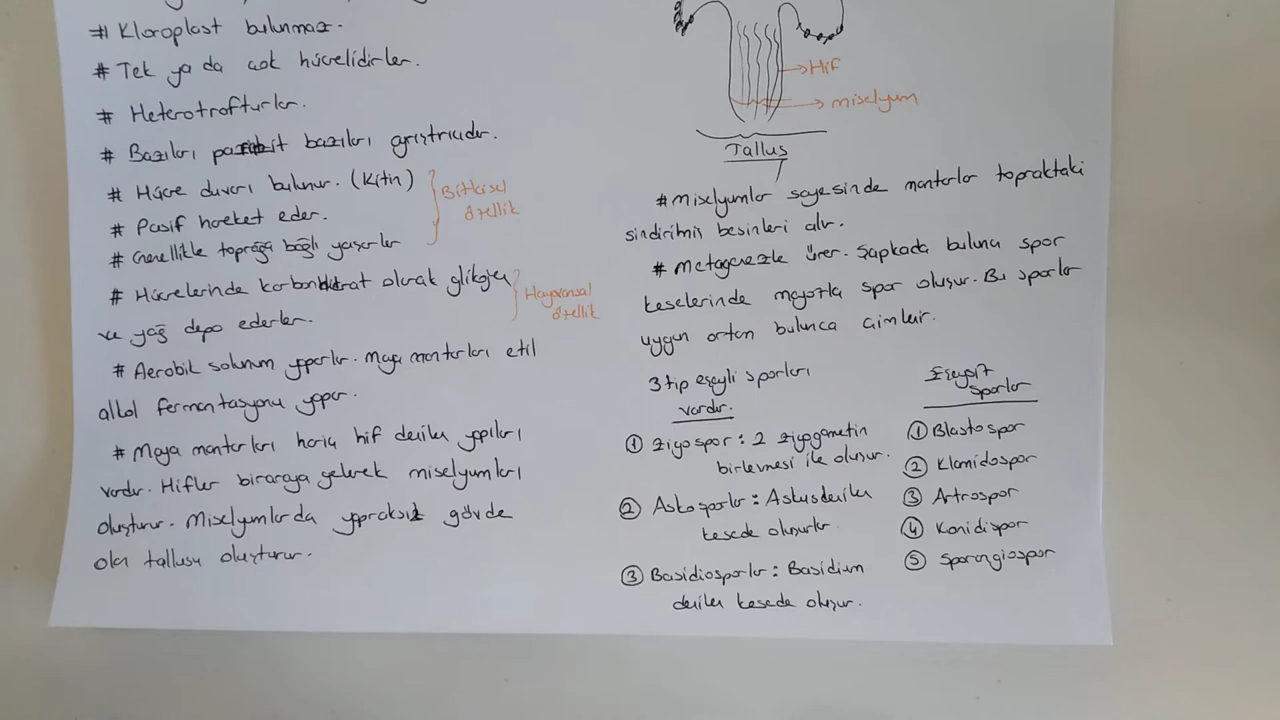 # Kloroplast bulunmaz.
# Tek ya da çok hücrelidirler.
# Heterotrofturlar.
# Bazıları parazit bazıları ayrıştırıcıdır.
# Hücre duvarı bulunur. (Kitin)
# Pasif hareket eder.
# Genellikle toprağa bağlı yaşarlar
Bitkisel
özellik
# Hücrelerinde karbonhidrat olarak glikojen
ve yağ depo ederler.
Hayvansal
özellik
# Aerobik solunum yaparlar. Maya mantarları etil
alkol fermantasyonu yapar.
# Maya mantarları hariç hif denilen yapıları
vardır. Hifler biraraya gelerek miselyumları
oluşturur. Miselyumlarda yapraksız gövde
olan tallusu oluşturur.
Hif
miselyum
Tallus
# Miselyumlar sayesinde mantarlar topraktaki
sindirilmiş besinleri alır.
# Metagenezle ürer. Şapkada buluna spor
keselerinde mayozla spor oluşur. Bu sporlar
uygun ortam bulunca çimlenir.
3 tip eşeyli sporları
vardır.
① Zigospor : 2 zigogametin
birleşmesi ile oluşur.
② Askosporlar : Askus denilen
kesede oluşurlar
③ Basidiosporlar : Basidium
denilen kesede oluşur.
Eşeysiz
Sporlar
① Blastospor
② Klamidospor
③ Artrospor
④ Konidispor
⑤ Sporangiospor